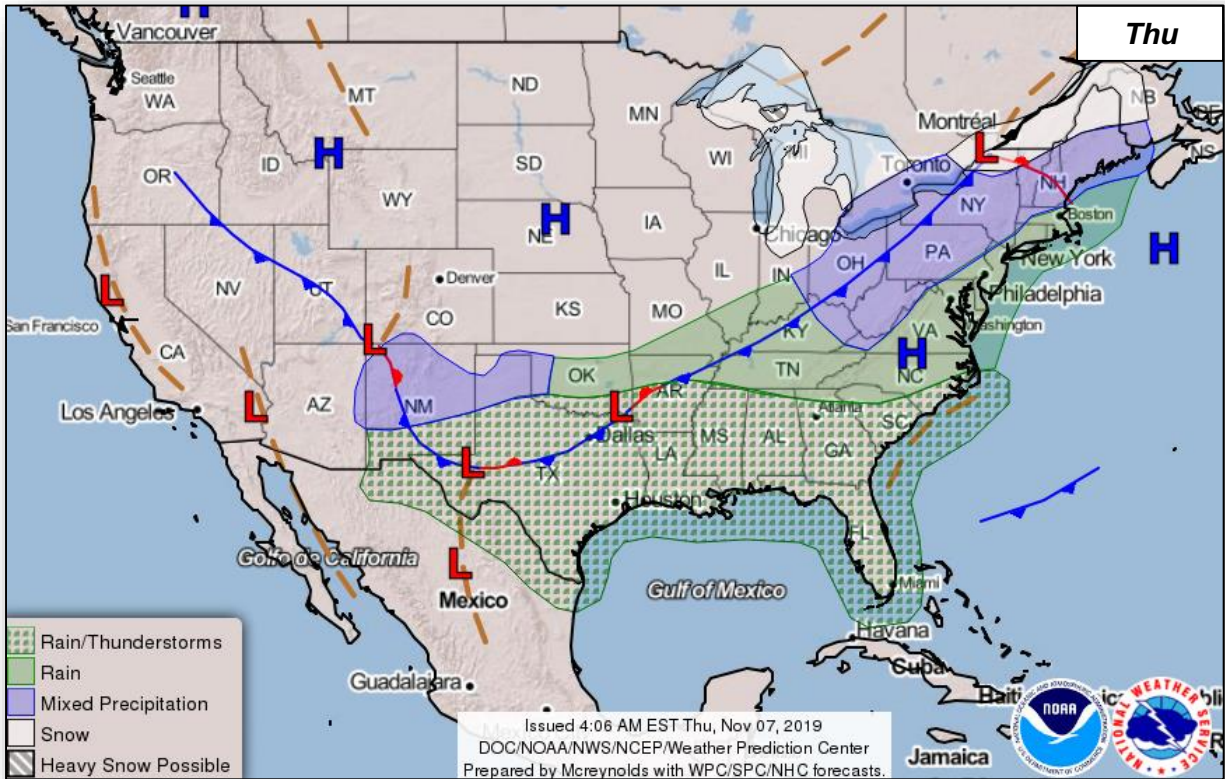 Thu
Vancouver
Seattle
WA
MT
ND
MN
Montréal
NB
NS
OR
ID
SD
WI
MI
Toronto
NH
WY
NY
Boston
NE
IA
Chicago
OH
PA
New York
NV
UT
Denver
CO
IL
IN
Philadelphia
San Francisco
KS
MO
KY
VA
Washington
CA
OK
TN
NC
Los Angeles
AZ
NM
AR
Atlanta
SC
Dallas
MS
AL
GA
LA
TX
Houston
FL
Golfo de California
Gulf of Mexico
Miami
Mexico
Havana
Cuba
Guadalajara
Jamaica
H
H
H
H
H
H
L
L
L
L
L
L
L
Rain/Thunderstorms
Rain
Mixed Precipitation
Snow
Heavy Snow Possible
Issued 4:06 AM EST Thu, Nov 07, 2019
DOC/NOAA/NWS/NCEP/Weather Prediction Center
Prepared by Mcreynolds with WPC/SPC/NHC forecasts.
NOAA
NATIONAL WEATHER SERVICE